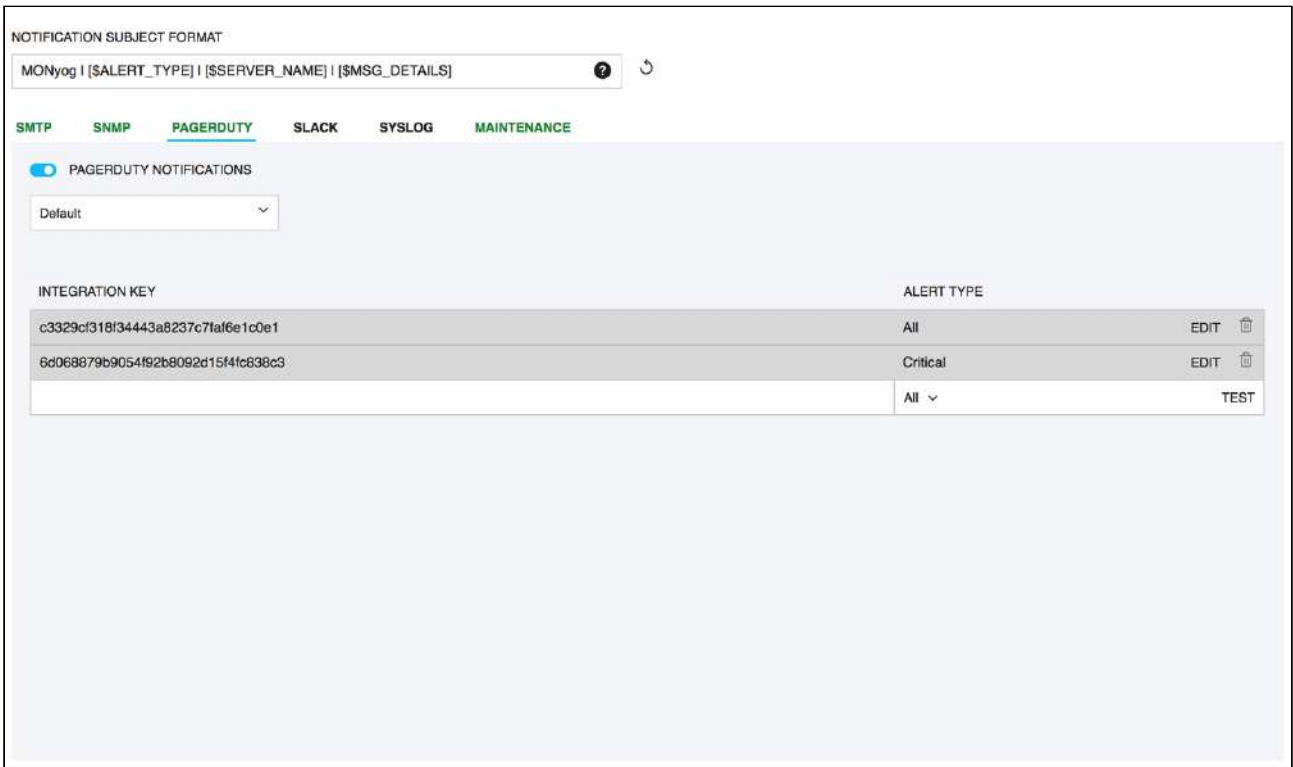 NOTIFICATION SUBJECT FORMAT
MONyog | [$ALERT_TYPE] | [$SERVER_NAME] | [$MSG_DETAILS]
SMTP SNMP PAGERDUTY SLACK SYSLOG MAINTENANCE
PAGERDUTY NOTIFICATIONS
Default
INTEGRATION KEY ALERT TYPE
c3329cf318f34443a8237c7faf6e1c0e1 All EDIT
6d068879b9054f92b8092d15f4fc838c3 Critical EDIT
All TEST